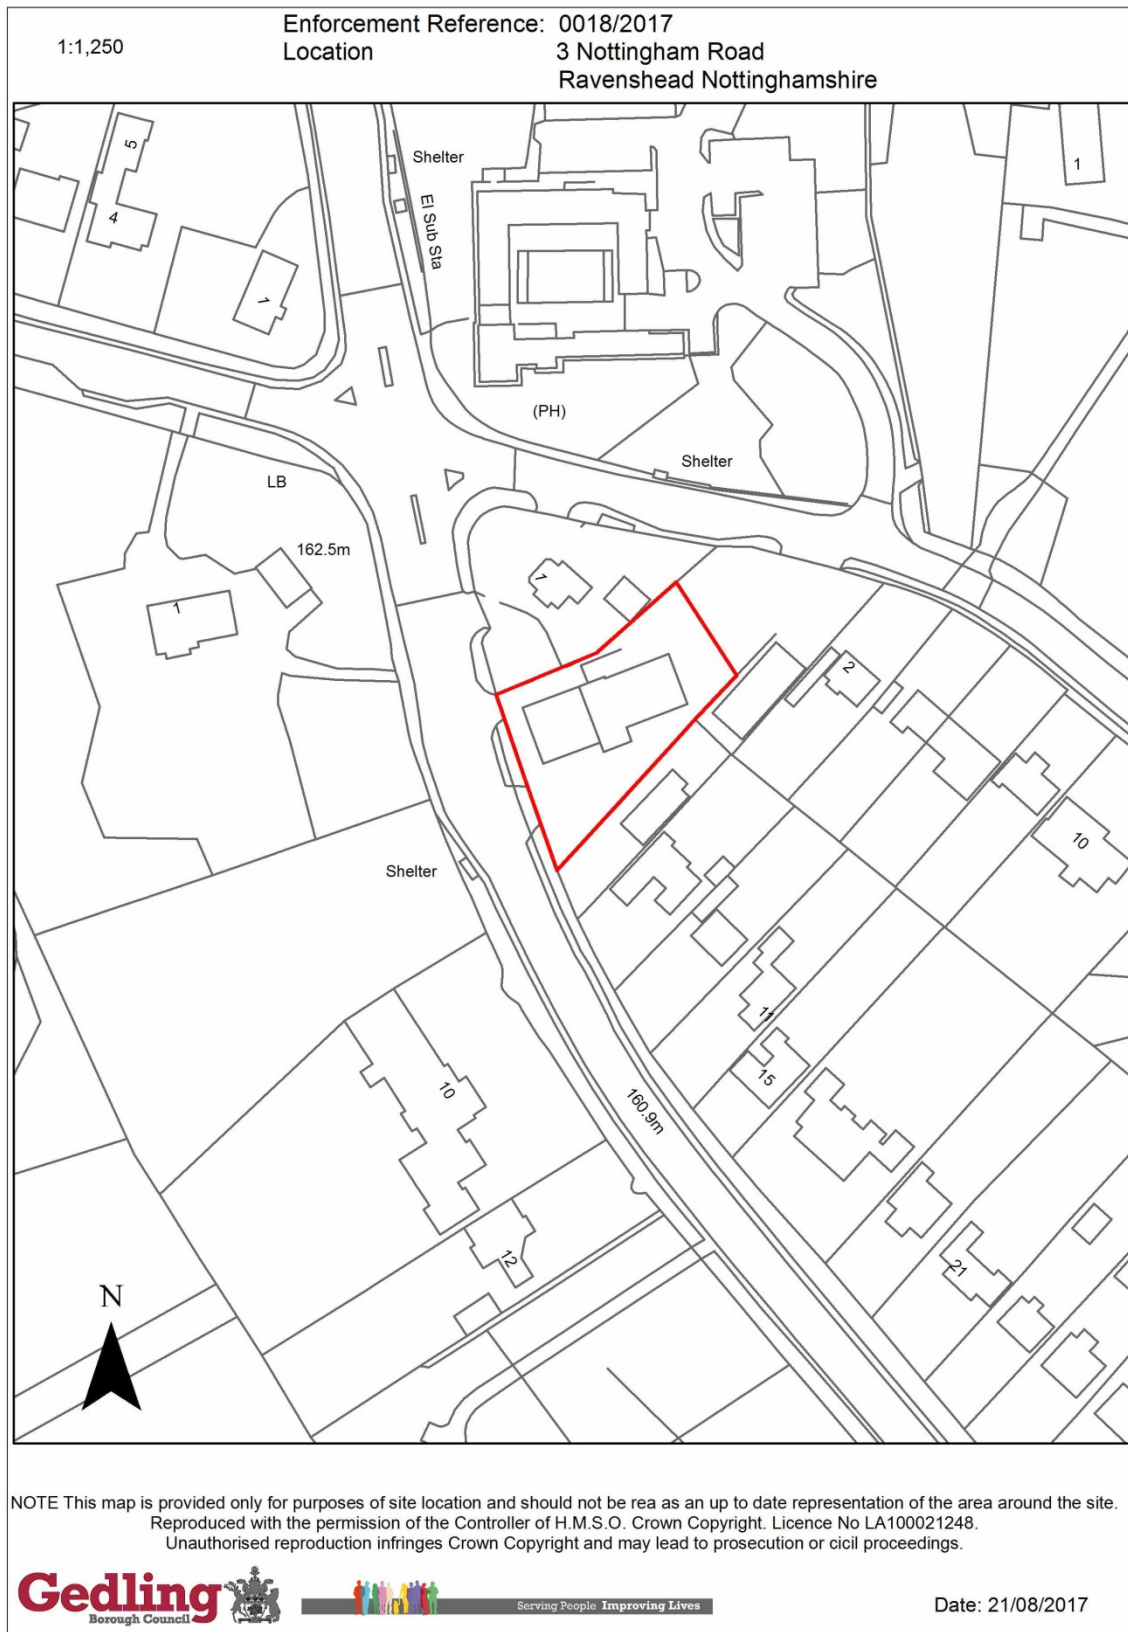 1:1,250
Enforcement Reference: 0018/2017
Location 3 Nottingham Road
Ravenshead Nottinghamshire
5
Shelter
1
4
El Sub Sta
1
(PH)
Shelter
LB
162.5m
1
1
2
10
Shelter
11
10
15
160.9m
12
21
N
NOTE This map is provided only for purposes of site location and should not be rea as an up to date representation of the area around the site.
Reproduced with the permission of the Controller of H.M.S.O. Crown Copyright. Licence No LA100021248.
Unauthorised reproduction infringes Crown Copyright and may lead to prosecution or cicil proceedings.
Gedling
Borough Council
Serving People Improving Lives
Date: 21/08/2017